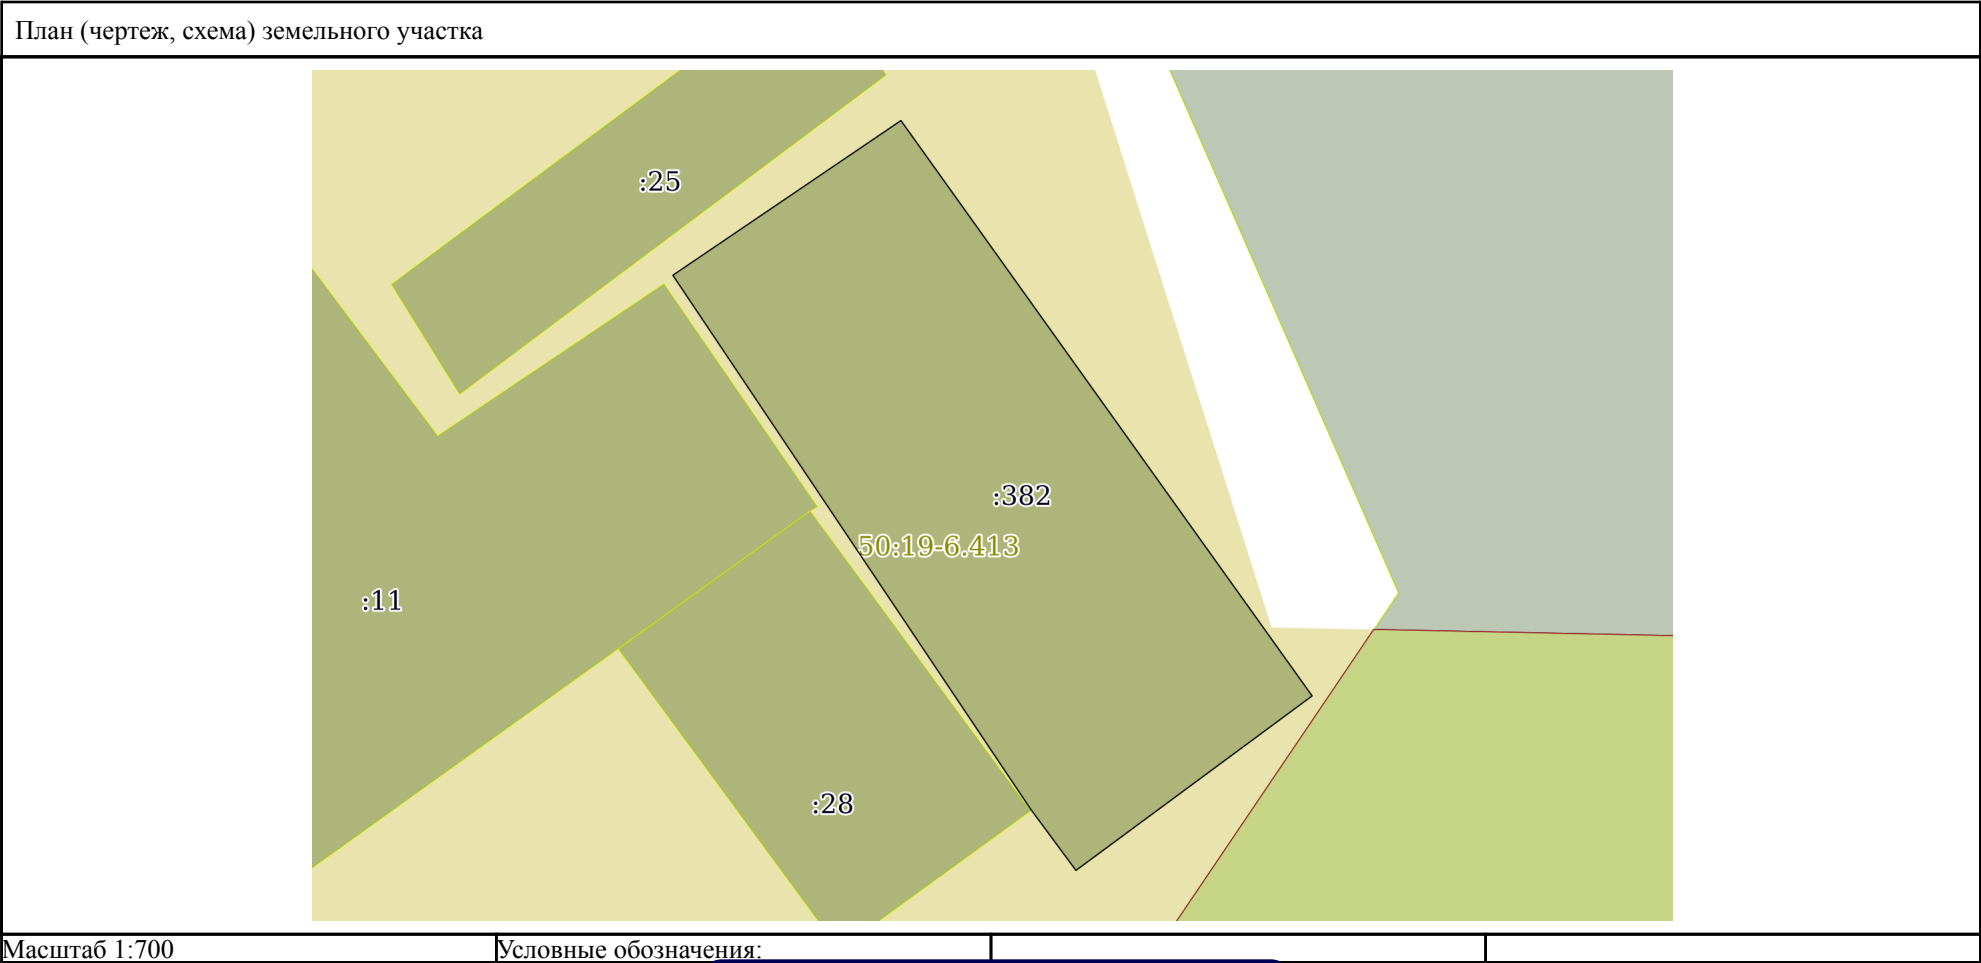 План (чертеж, схема) земельного участка
:25
:382
50:19-6.413
:11
:28
Масштаб 1:700
Условные обозначения: